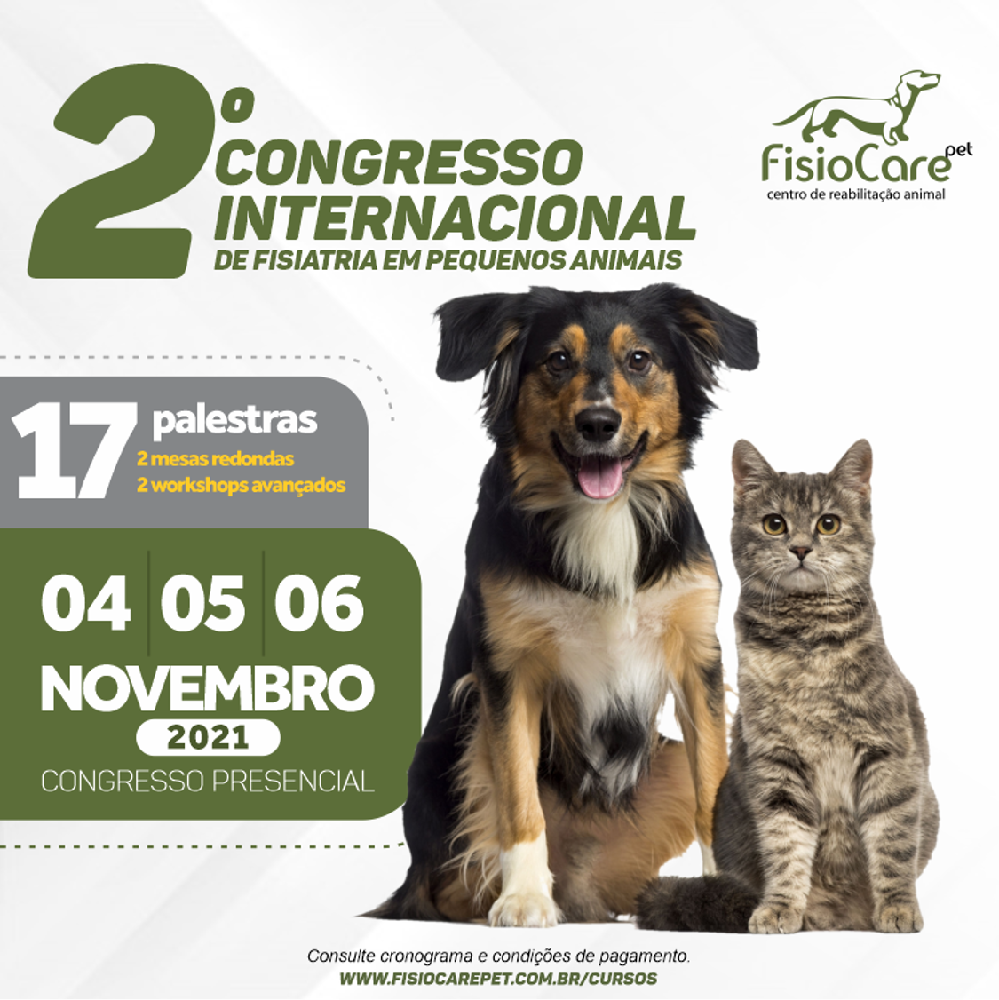 2º
CONGRESSO
INTERNACIONAL
DE FISIATRIA EM PEQUENOS ANIMAIS
FisioCare pet
centro de reabilitação animal
17 palestras
2 mesas redondas
2 workshops avançados
04 05 06
NOVEMBRO
2021
CONGRESSO PRESENCIAL
Consulte cronograma e condições de pagamento.
WWW.FISIOCAREPET.COM.BR/CURSOS